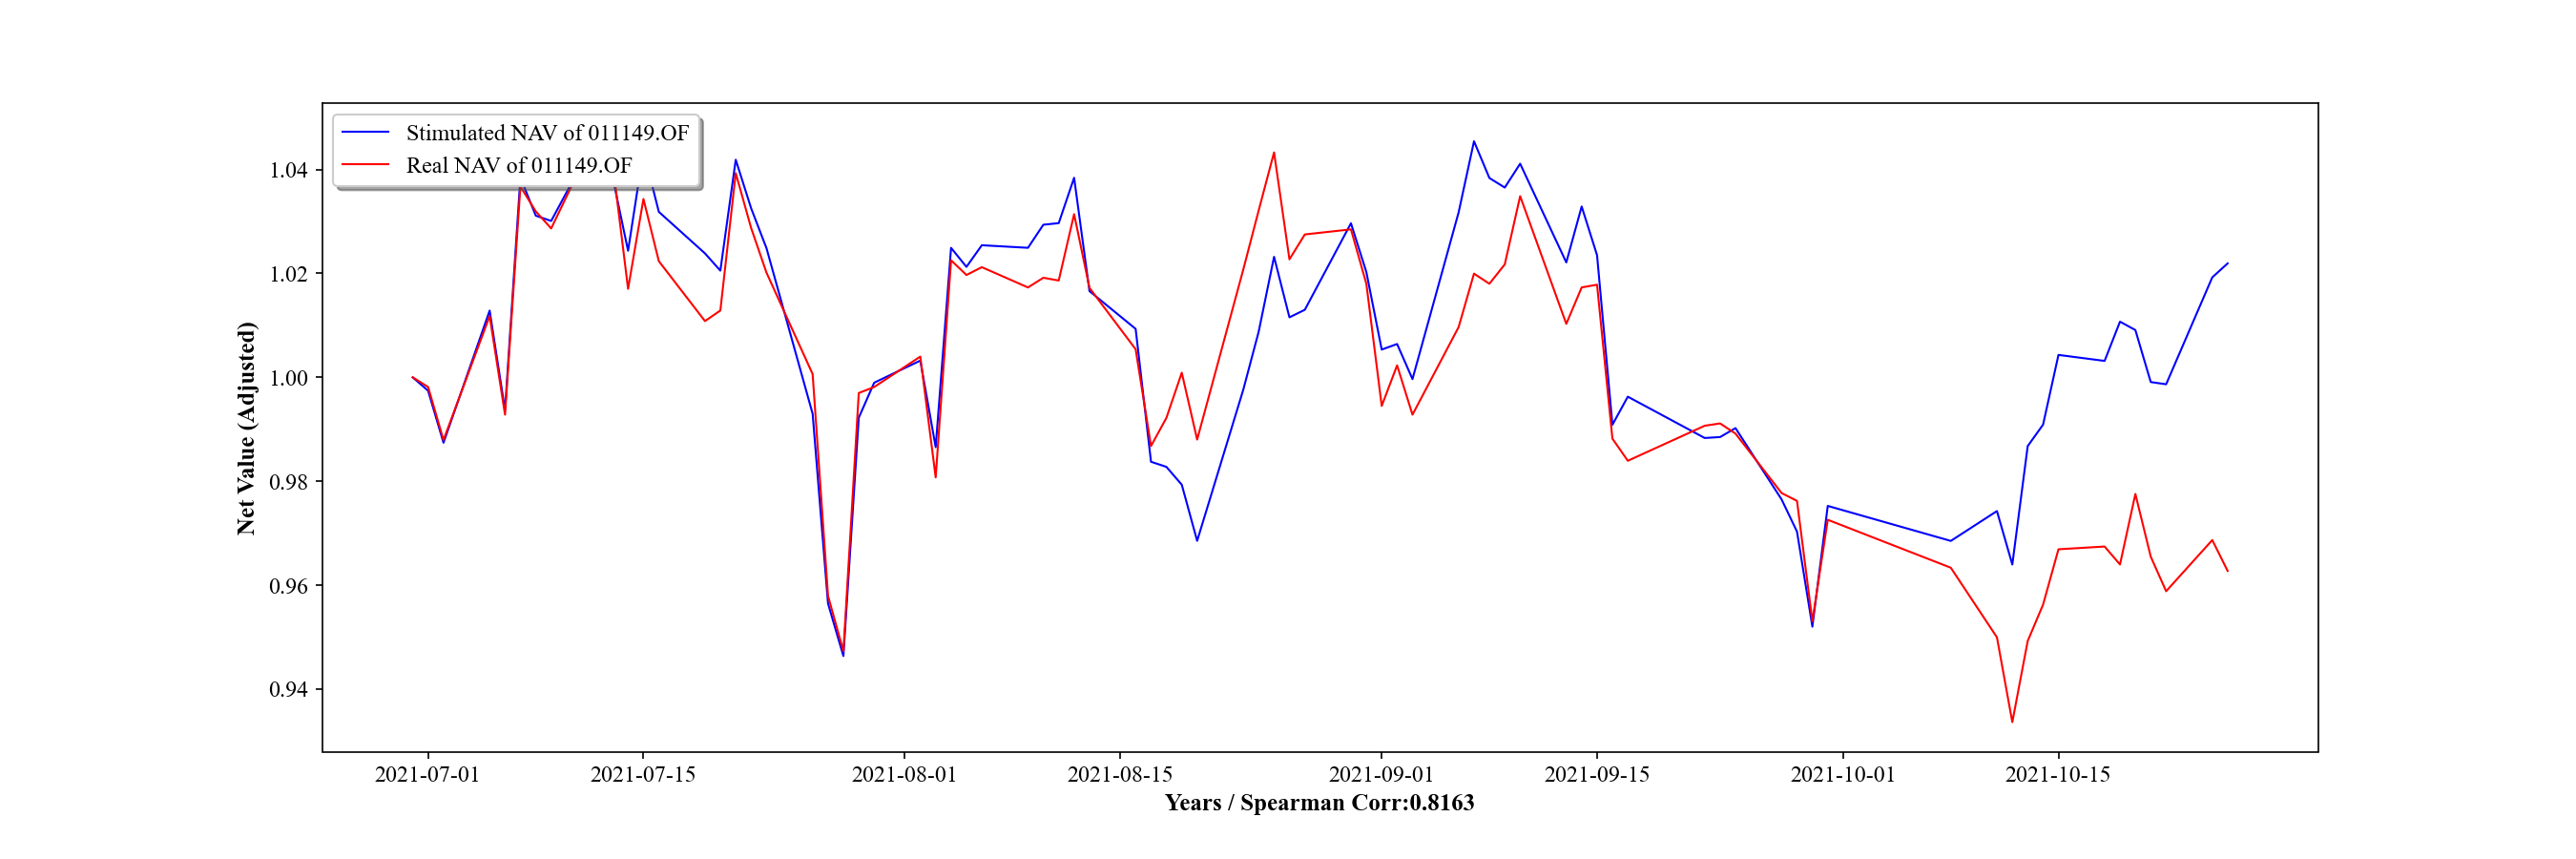 Stimulated NAV of 011149.OF
Real NAV of 011149.OF
Net Value (Adjusted)
1.04
1.02
1.00
0.98
0.96
0.94
2021-07-01 2021-07-15 2021-08-01 2021-08-15 2021-09-01 2021-09-15 2021-10-01 2021-10-15
Years / Spearman Corr:0.8163